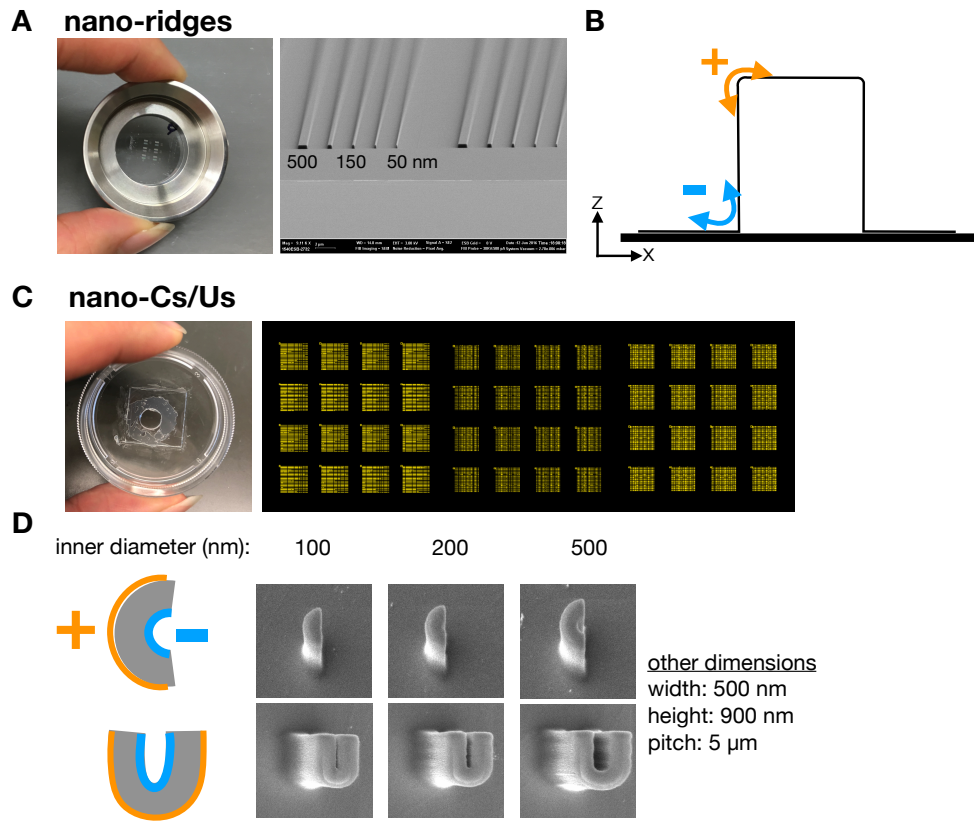 A nano-ridges
500 150 50 nm
B
+
−
Z
X
C nano-Cs/Us
D
inner diameter (nm): 100 200 500
+ −
other dimensions
width: 500 nm
height: 900 nm
pitch: 5 µm